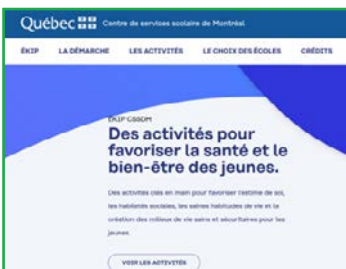 Québec Centre de services scolaire de Montréal
ÉKIP LA DÉMARCHE LES ACTIVITÉS LE CHOIX DES ÉCOLES CRÉDITS
ÉKIP CSSDM
Des activités pour
favoriser la santé et le
bien-être des jeunes.
Des activités clés en main pour favoriser l'estime de soi,
les habiletés sociales, les saines habitudes de vie et la
création des milieux de vie sains et sécuritaires pour les
jeunes.
VOIR LES ACTIVITÉS